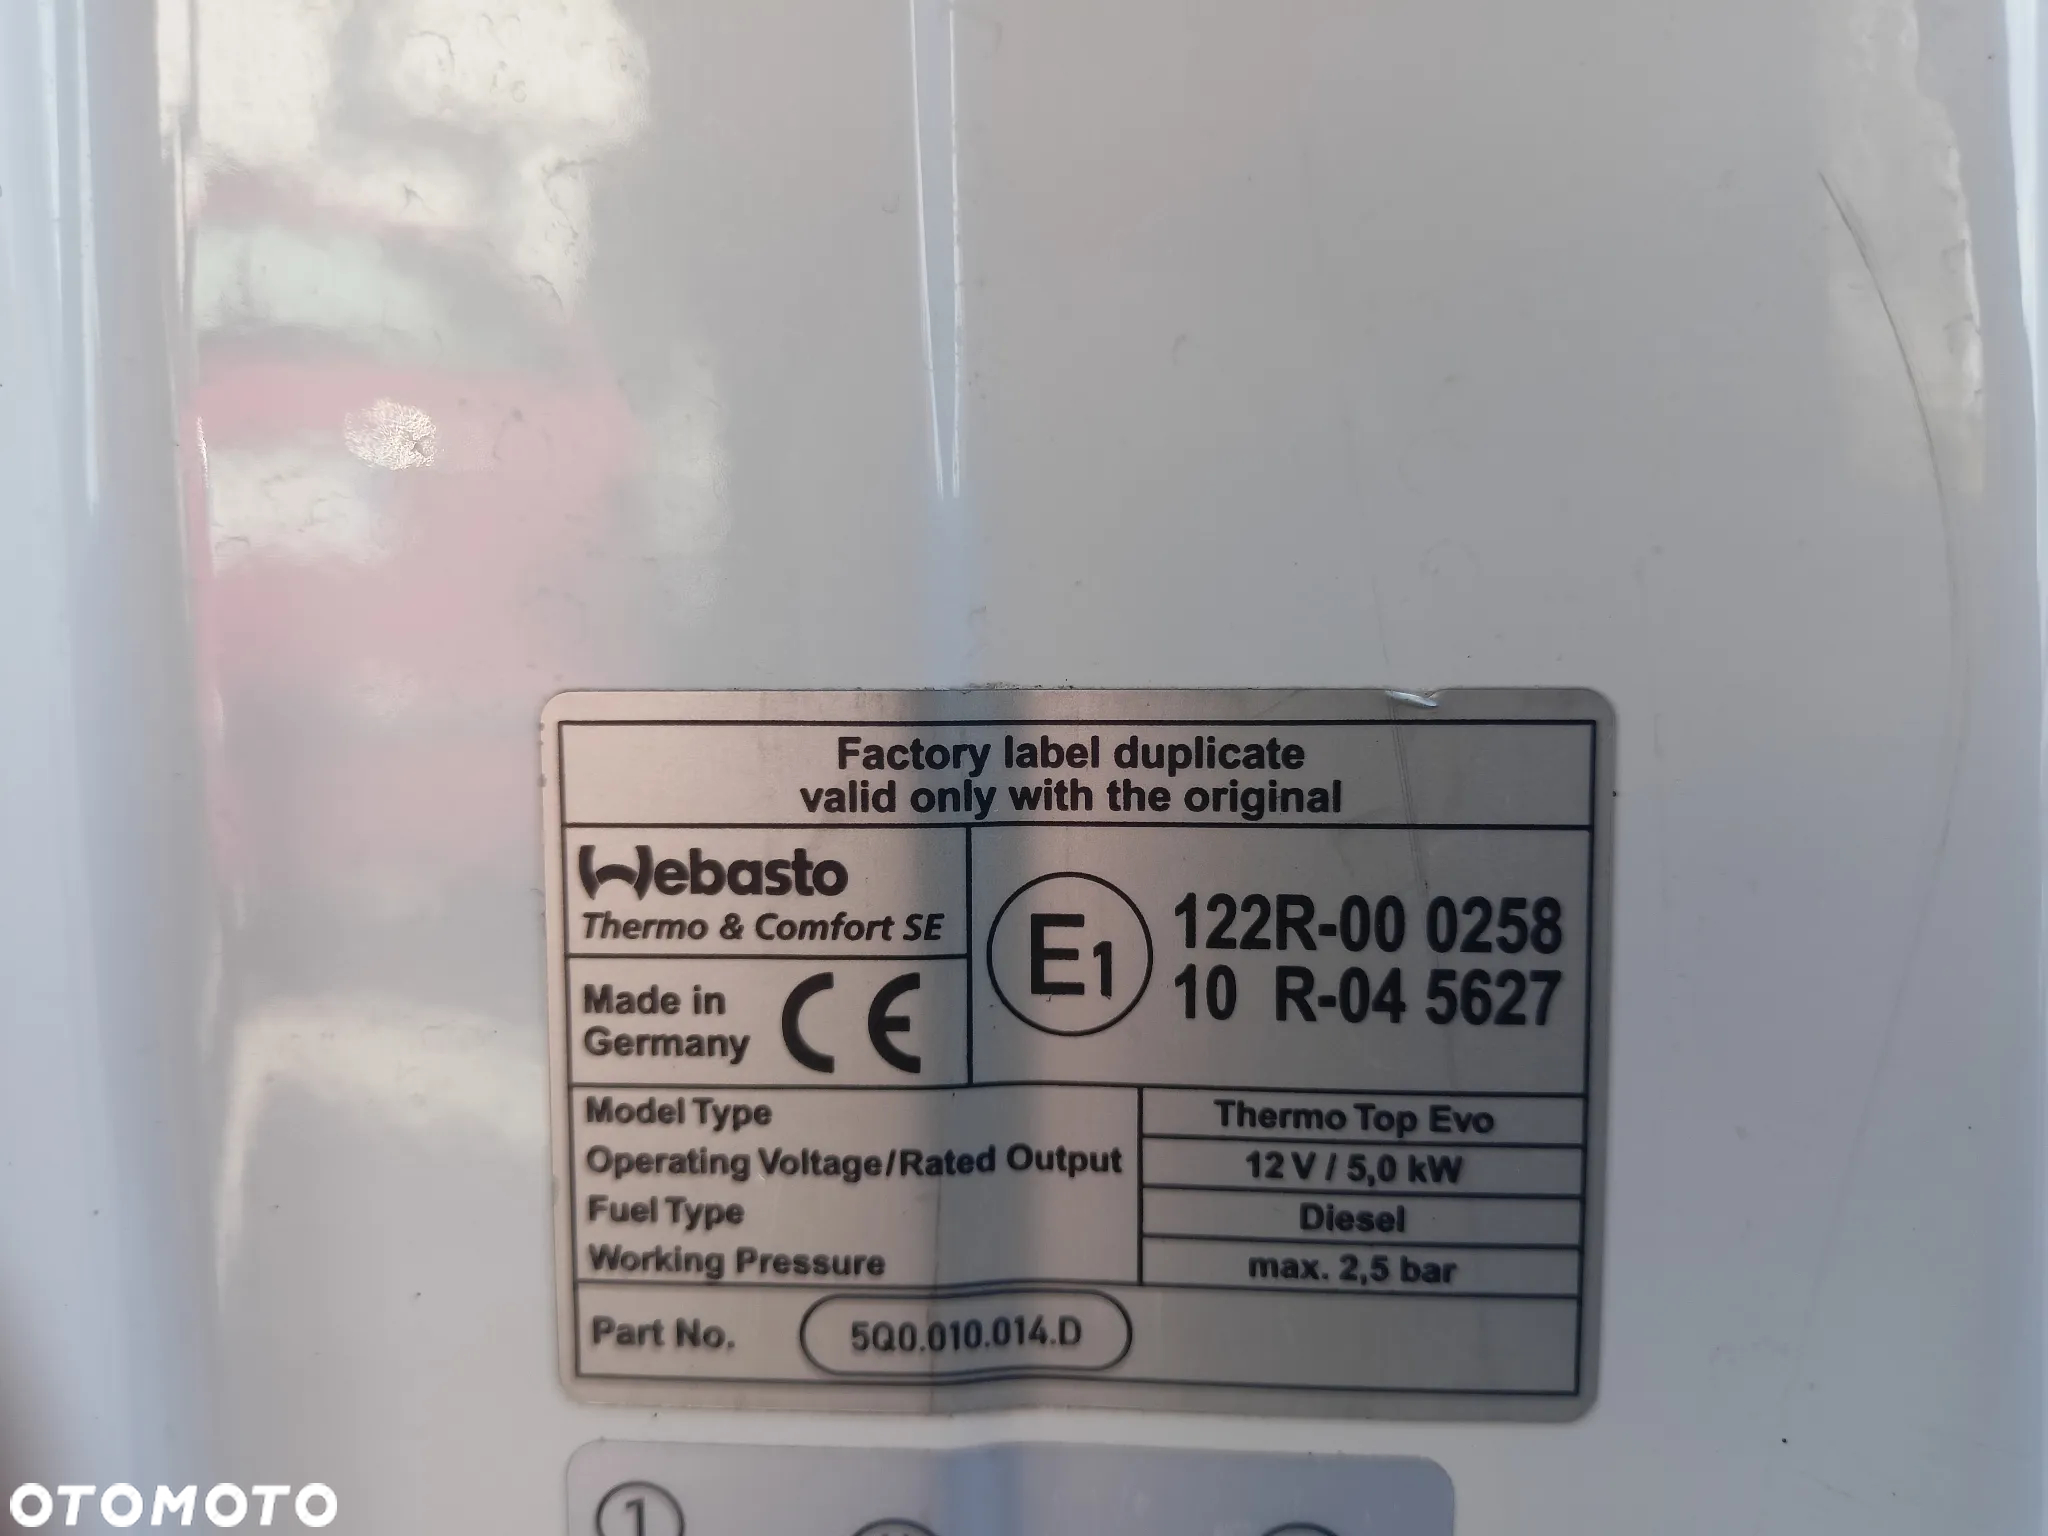 Factory label duplicate
valid only with the original
Webasto
Thermo & Comfort SE
Made in
Germany
CE
E1
122R-00 0258
10 R-04 5627
Model Type
Thermo Top Evo
Operating Voltage/Rated Output
12 V / 5,0 kW
Fuel Type
Diesel
Working Pressure
max. 2,5 bar
Part No.
5Q0.010.014.D
1
OTOMOTO